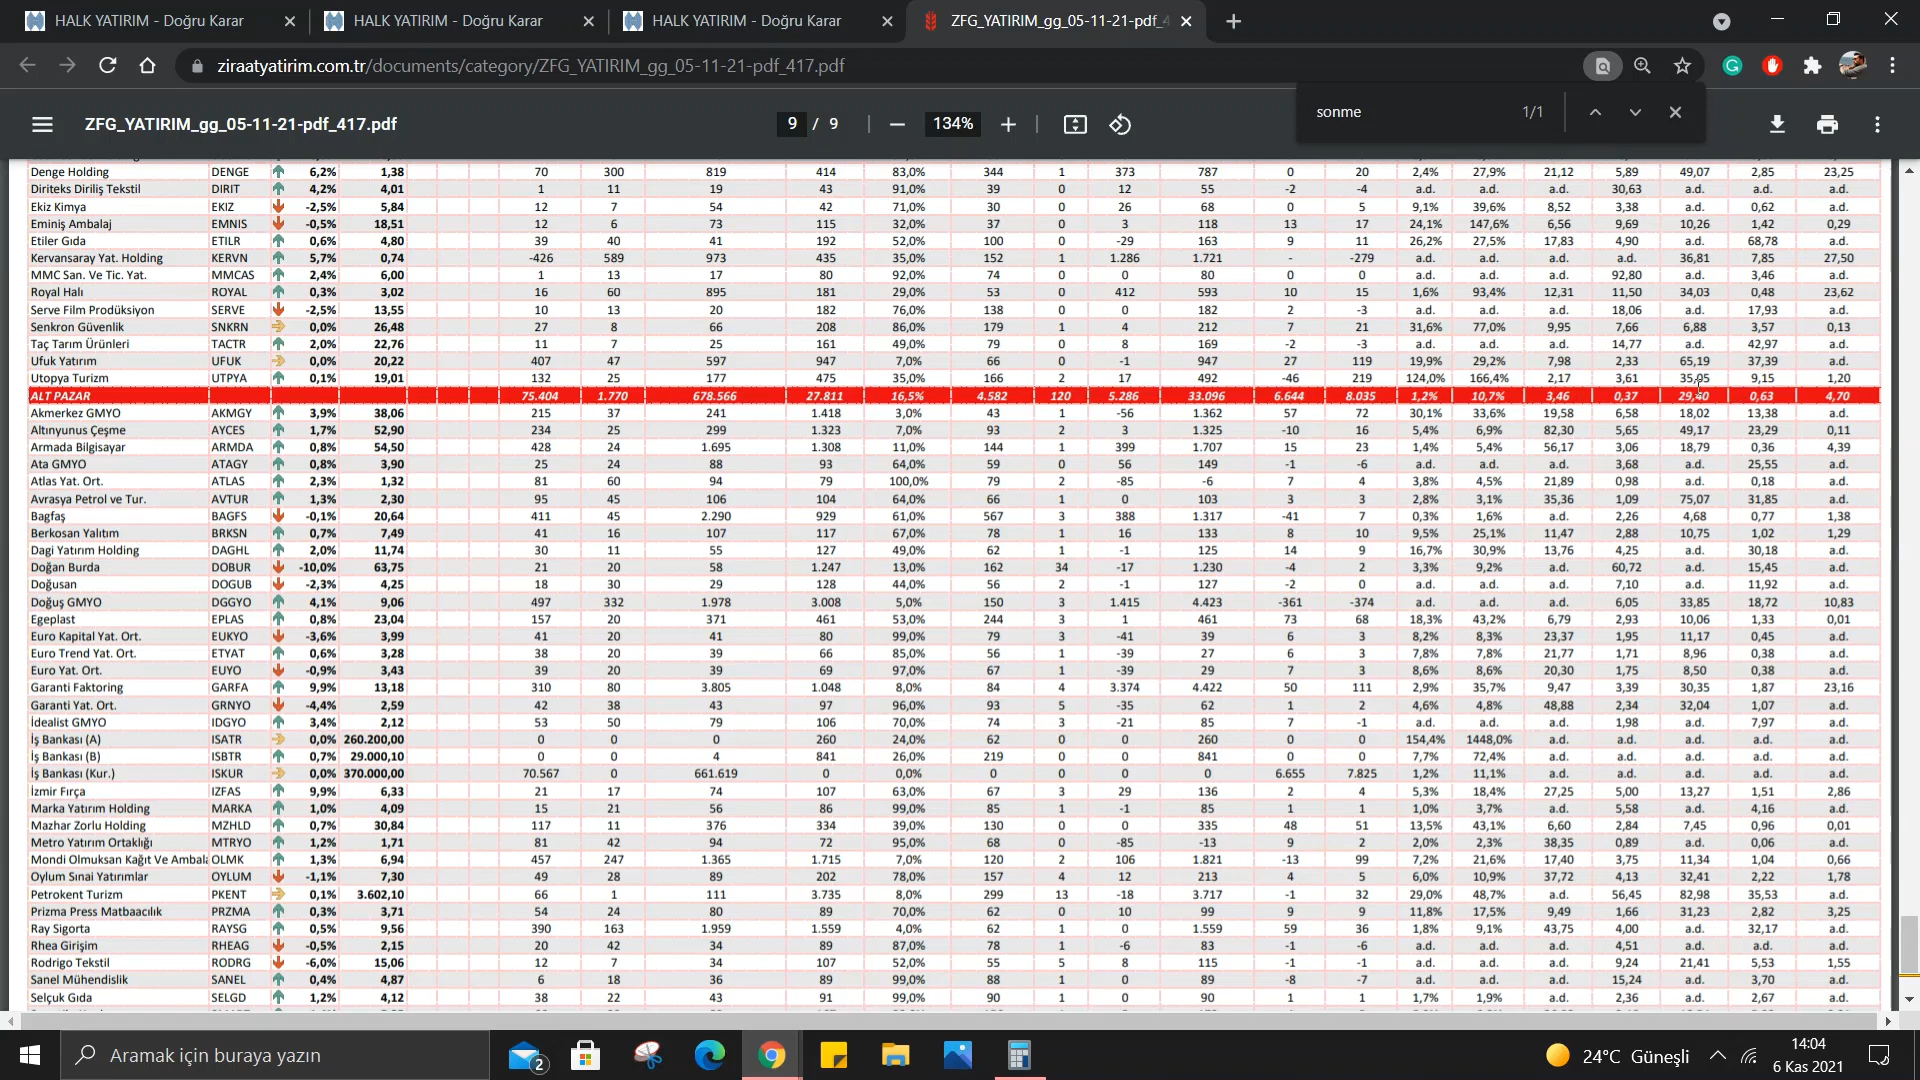 HALK YATIRIM - Doğru Karar
HALK YATIRIM - Doğru Karar
HALK YATIRIM - Doğru Karar
ZFG_YATIRIM_gg_05-11-21-pdf_4
ziraatyatirim.com.tr/documents/category/ZFG_YATIRIM_gg_05-11-21-pdf_417.pdf
sonme 1/1
ZFG_YATIRIM_gg_05-11-21-pdf_417.pdf 9 / 9 134%
Denge Holding DENGE 6,2% 1,38 70 300 819 414 83,0% 344 1 373 787 0 20 2,4% 27,9% 21,12 5,89 49,07 2,85 23,25
Diriteks Diriliş Tekstil DIRIT 4,2% 4,01 1 11 19 43 91,0% 39 0 12 55 -2 -4 a.d. a.d. a.d. 30,63 a.d. a.d. a.d.
Ekiz Kimya EKIZ -2,5% 5,84 12 7 54 42 71,0% 30 0 26 68 0 5 9,1% 39,6% 8,52 3,38 a.d. 0,62 a.d.
Eminiş Ambalaj EMNIS -0,5% 18,51 12 6 73 115 32,0% 37 0 3 118 13 17 24,1% 147,6% 6,56 9,69 10,26 1,42 0,29
Etiler Gıda ETILR 0,6% 4,80 39 40 41 192 52,0% 100 0 -29 163 9 11 26,2% 27,5% 17,83 4,90 a.d. 68,78 a.d.
Kervansaray Yat. Holding KERVN 5,7% 0,74 -426 589 973 435 35,0% 152 1 1.286 1.721 - -279 a.d. a.d. a.d. a.d. 36,81 7,85 27,50
MMC San. Ve Tic. Yat. MMCAS 2,4% 6,00 1 13 17 80 92,0% 74 0 0 80 0 0 a.d. a.d. a.d. 92,80 a.d. 3,46 a.d.
Royal Halı ROYAL 0,3% 3,02 16 60 895 181 29,0% 53 0 412 593 10 15 1,6% 93,4% 12,31 11,50 34,03 0,48 23,62
Serve Film Prodüksiyon SERVE -2,5% 13,55 10 13 20 182 76,0% 138 0 0 182 2 -3 a.d. a.d. a.d. 18,06 a.d. 17,93 a.d.
Senkron Güvenlik SNKRN 0,0% 26,48 27 8 66 208 86,0% 179 1 4 212 7 21 31,6% 77,0% 9,95 7,66 6,88 3,57 0,13
Taç Tarım Ürünleri TACTR 2,0% 22,76 11 7 25 161 49,0% 79 0 8 169 -2 -3 a.d. a.d. a.d. 14,77 a.d. 42,97 a.d.
Ufuk Yatırım UFUK 0,0% 20,22 407 47 597 947 7,0% 66 0 -1 947 27 119 19,9% 29,2% 7,98 2,33 65,19 37,39 a.d.
Utopya Turizm UTPYA 0,1% 19,01 132 25 177 475 35,0% 166 2 17 492 -46 219 124,0% 166,4% 2,17 3,61 9,15 1,20
ALT PAZAR 75.404 1.770 678.566 27.811 16,5% 4.582 120 5.286 33.096 6.644 8.035 1,2% 10,7% 3,46 0,37 0,63 4,70
Akmerkez GMYO AKMGY 3,9% 38,06 215 37 241 1.418 3,0% 43 1 -56 1.362 57 72 30,1% 33,6% 19,58 6,58 18,02 13,38 a.d.
Altınyunus Çeşme AYCES 1,7% 52,90 234 25 299 1.323 7,0% 93 2 3 1.325 -10 16 5,4% 6,9% 82,30 5,65 49,17 23,29 0,11
Armada Bilgisayar ARMDA 0,8% 54,50 428 24 1.695 1.308 11,0% 144 1 399 1.707 15 23 1,4% 5,4% 56,17 3,06 18,79 0,36 4,39
Ata GMYO ATAGY 0,8% 3,90 25 24 88 93 64,0% 59 0 56 149 -1 -6 a.d. a.d. a.d. 3,68 a.d. 25,55 a.d.
Atlas Yat. Ort. ATLAS 2,3% 1,32 81 60 94 79 100,0% 79 2 -85 -6 7 4 3,8% 4,5% 21,89 0,98 a.d. 0,18 a.d.
Avrasya Petrol ve Tur. AVTUR 1,3% 2,30 95 45 106 104 64,0% 66 1 0 103 3 3 2,8% 3,1% 35,36 1,09 75,07 31,85 a.d.
Bagfaş BAGFS -0,1% 20,64 411 45 2.290 929 61,0% 567 3 388 1.317 -41 7 0,3% 1,6% a.d. 2,26 4,68 0,77 1,38
Berkosan Yalıtım BRKSN 0,7% 7,49 41 16 107 117 67,0% 78 1 16 133 8 10 9,5% 25,1% 11,47 2,88 10,75 1,02 1,29
Dagi Yatırım Holding DAGHL 2,0% 11,74 30 11 55 127 49,0% 62 1 -1 125 14 9 16,7% 30,9% 13,76 4,25 a.d. 30,18 a.d.
Doğan Burda DOBUR -10,0% 63,75 21 20 58 1.247 13,0% 162 34 -17 1.230 -4 2 3,3% 9,2% a.d. 60,72 a.d. 15,45 a.d.
Doğusan DOGUB -2,3% 4,25 18 30 29 128 44,0% 56 2 -1 127 -2 0 a.d. a.d. a.d. 7,10 a.d. 11,92 a.d.
Doğuş GMYO DGGYO 4,1% 9,06 497 332 1.978 3.008 5,0% 150 3 1.415 4.423 -361 -374 a.d. a.d. a.d. 6,05 33,85 18,72 10,83
Egeplast EPLAS 0,8% 23,04 157 20 371 461 53,0% 244 3 1 461 73 68 18,3% 43,2% 6,79 2,93 10,06 1,33 0,01
Euro Kapital Yat. Ort. EUKYO -3,6% 3,99 41 20 41 80 99,0% 79 3 -41 39 6 3 8,2% 8,3% 23,37 1,95 11,17 0,45 a.d.
Euro Trend Yat. Ort. ETYAT 0,6% 3,28 38 20 39 66 85,0% 56 1 -39 27 6 3 7,8% 7,8% 21,77 1,71 8,96 0,38 a.d.
Euro Yat. Ort. EUYO -0,9% 3,43 39 20 39 69 97,0% 67 1 -39 29 7 3 8,6% 8,6% 20,30 1,75 8,50 0,38 a.d.
Garanti Faktoring GARFA 9,9% 13,18 310 80 3.805 1.048 8,0% 84 4 3.374 4.422 50 111 2,9% 35,7% 9,47 3,39 30,35 1,87 23,16
Garanti Yat. Ort. GRNYO -4,4% 2,59 42 38 43 97 96,0% 93 5 -35 62 1 2 4,6% 4,8% 48,88 2,34 32,04 1,07 a.d.
İdealist GMYO IDGYO 3,4% 2,12 53 50 79 106 70,0% 74 3 -21 85 7 -1 a.d. a.d. a.d. 1,98 a.d. 7,97 a.d.
İş Bankası (A) ISATR 0,0% 260.200,00 0 0 0 260 24,0% 62 0 0 260 0 0 154,4% 1448,0% a.d. a.d. a.d. a.d. a.d.
İş Bankası (B) ISBTR 0,7% 29.000,10 0 0 4 841 26,0% 219 0 0 841 0 0 7,7% 72,4% a.d. a.d. a.d. a.d. a.d.
İş Bankası (Kur.) ISKUR 0,0% 370.000,00 70.567 0 661.619 0 0,0% 0 0 0 0 6.655 7.825 1,2% 11,1% a.d. a.d. a.d. a.d. a.d.
İzmir Fırça IZFAS 9,9% 6,33 21 17 74 107 63,0% 67 3 29 136 2 4 5,3% 18,4% 27,25 5,00 13,27 1,51 2,86
Marka Yatırım Holding MARKA 1,0% 4,09 15 21 56 86 99,0% 85 1 -1 85 1 1 1,0% 3,7% a.d. 5,58 a.d. 4,16 a.d.
Mazhar Zorlu Holding MZHLD 0,7% 30,84 117 11 376 334 39,0% 130 0 0 335 48 51 13,5% 43,1% 6,60 2,84 7,45 0,96 0,01
Metro Yatırım Ortaklığı MTRYO 1,2% 1,71 81 42 94 72 95,0% 68 0 -85 -13 9 2 2,0% 2,3% 38,35 0,89 a.d. 0,06 a.d.
Mondi Olmuksan Kağıt Ve Ambala OLMK 1,3% 6,94 457 247 1.365 1.715 7,0% 120 2 106 1.821 -13 99 7,2% 21,6% 17,40 3,75 11,34 1,04 0,66
Oylum Sınai Yatırımlar OYLUM -1,1% 7,30 49 28 89 202 78,0% 157 4 12 213 4 5 6,0% 10,9% 37,72 4,13 32,41 2,22 1,78
Petrokent Turizm PKENT 0,1% 3.602,10 66 1 111 3.735 8,0% 299 13 -18 3.717 -1 32 29,0% 48,7% a.d. 56,45 82,98 35,53 a.d.
Prizma Press Matbaacılık PRZMA 0,3% 3,71 54 24 80 89 70,0% 62 0 10 99 9 9 11,8% 17,5% 9,49 1,66 31,23 2,82 3,25
Ray Sigorta RAYSG 0,5% 9,56 390 163 1.959 1.559 4,0% 62 1 0 1.559 59 36 1,8% 9,1% 43,75 4,00 a.d. 32,17 a.d.
Rhea Girişim RHEAG -0,5% 2,15 20 42 34 89 87,0% 78 1 -6 83 -1 -6 a.d. a.d. a.d. 4,51 a.d. a.d. a.d.
Rodrigo Tekstil RODRG -6,0% 15,06 12 7 34 107 52,0% 55 5 8 115 -1 -1 a.d. a.d. a.d. 9,24 21,41 5,53 1,55
Sanel Mühendislik SANEL 0,4% 4,87 6 18 36 89 99,0% 88 1 0 89 -8 -7 a.d. a.d. a.d. 15,24 a.d. 3,70 a.d.
Selçuk Gıda SELGD 1,2% 4,12 38 22 43 91 99,0% 90 1 0 90 1 1 1,7% 1,9% a.d. 2,36 a.d. 2,67 a.d.
Aramak için buraya yazın 2 24°C Güneşli 14:04
6 Kas 2021